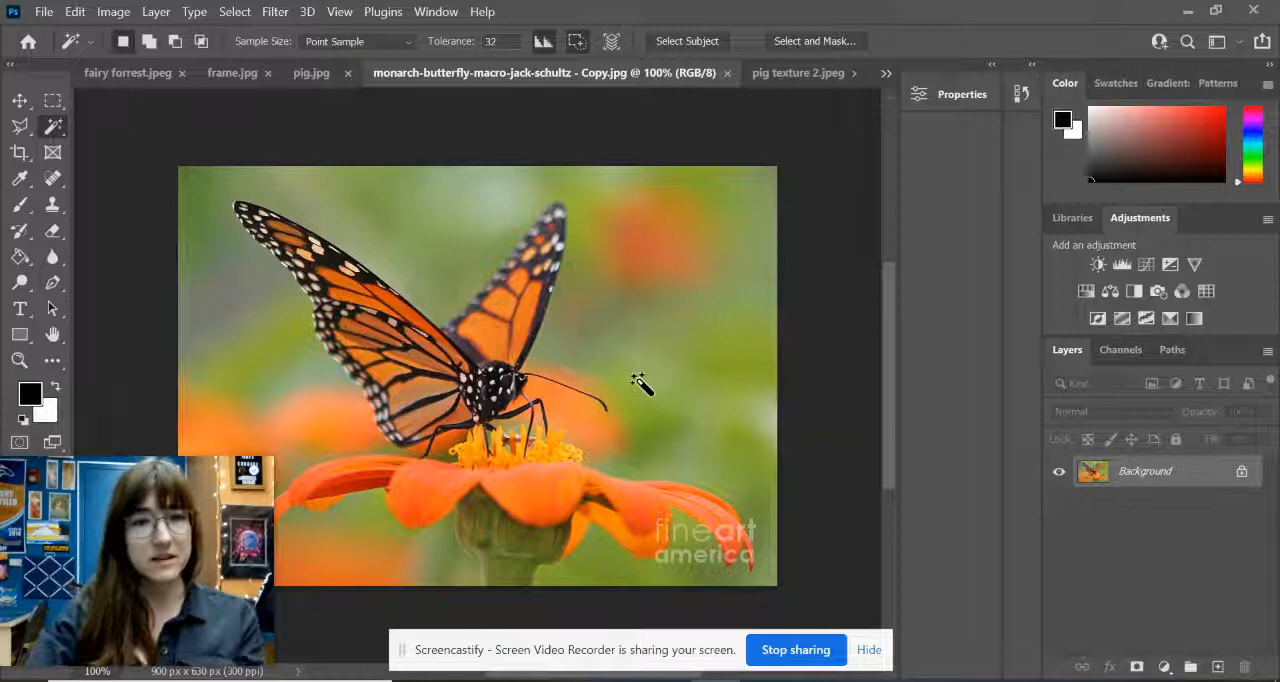 Ps File Edit Image Layer Type Select Filter 3D View Plugins Window Help
Sample Size: Point Sample Tolerance: 32 Select Subject Select and Mask...
fairy forrest.jpeg × frame.jpg × pig.jpg × monarch-butterfly-macro-jack-schultz - Copy.jpg @ 100% (RGB/8) × pig texture 2.jpeg
Properties
Color Swatches Gradient: Patterns
Libraries Adjustments
Add an adjustment
Layers Channels Paths
Kind
Normal Opacity:
Lock: Fill:
Background
fineart
america
Screencastify - Screen Video Recorder is sharing your screen. Stop sharing Hide
100% 900 px x 630 px (300 ppi)